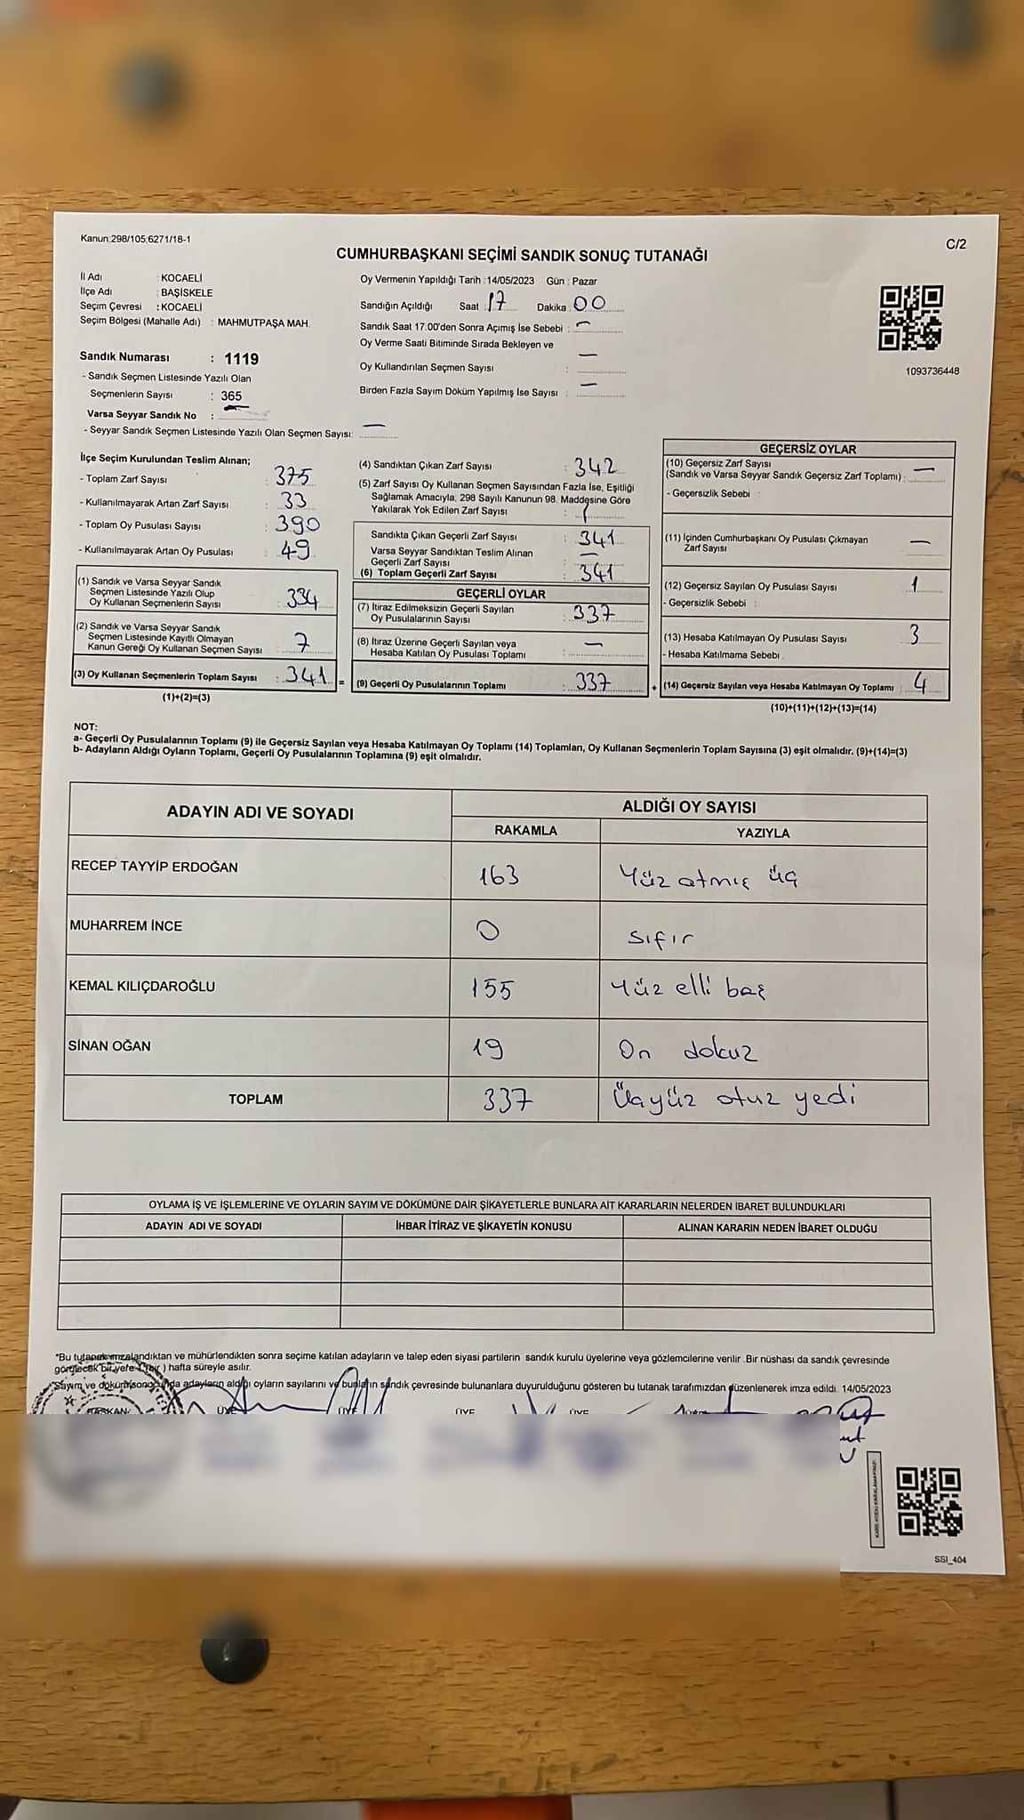 Kanun:298/105;6271/18-1
C/2
CUMHURBAŞKANI SEÇİMİ SANDIK SONUÇ TUTANAĞI
İl Adı : KOCAELİ
İlçe Adı : BAŞİSKELE
Seçim Çevresi : KOCAELİ
Seçim Bölgesi (Mahalle Adı) : MAHMUTPAŞA MAH.
Sandık Numarası : 1119
- Sandık Seçmen Listesinde Yazılı Olan
Seçmenlerin Sayısı : 365
Varsa Seyyar Sandık No : —
- Seyyar Sandık Seçmen Listesinde Yazılı Olan Seçmen Sayısı: —
Oy Vermenin Yapıldığı Tarih :14/05/2023 Gün : Pazar
Sandığın Açıldığı Saat 17 Dakika 00
Sandık Saat 17.00'den Sonra Açımış İse Sebebi : —
Oy Verme Saati Bitiminde Sırada Bekleyen ve
Oy Kullandırılan Seçmen Sayısı : —
Birden Fazla Sayım Döküm Yapılmış İse Sayısı : —
1093736448
İlçe Seçim Kurulundan Teslim Alınan;
- Toplam Zarf Sayısı : 375
- Kullanılmayarak Artan Zarf Sayısı : 33
- Toplam Oy Pusulası Sayısı : 390
- Kullanılmayarak Artan Oy Pusulası : 49
(1) Sandık ve Varsa Seyyar Sandık
Seçmen Listesinde Yazılı Olup
Oy Kullanan Seçmenlerin Sayısı : 334
(2) Sandık ve Varsa Seyyar Sandık
Seçmen Listesinde Kayıtlı Olmayan
Kanun Gereği Oy Kullanan Seçmen Sayısı : 7
(3) Oy Kullanan Seçmenlerin Toplam Sayısı : 341
(1)+(2)=(3)
(4) Sandıktan Çıkan Zarf Sayısı : 342
(5) Zarf Sayısı Oy Kullanan Seçmen Sayısından Fazla İse, Eşitliği
Sağlamak Amacıyla, 298 Sayılı Kanunun 98. Maddesine Göre
Yakılarak Yok Edilen Zarf Sayısı : 1
Sandıkta Çıkan Geçerli Zarf Sayısı : 341
Varsa Seyyar Sandıktan Teslim Alınan
Geçerli Zarf Sayısı : —
(6) Toplam Geçerli Zarf Sayısı : 341
GEÇERLİ OYLAR
(7) İtiraz Edilmeksizin Geçerli Sayılan
Oy Pusulalarının Sayısı : 337
(8) İtiraz Üzerine Geçerli Sayılan veya
Hesaba Katılan Oy Pusulası Toplamı : —
= (9) Geçerli Oy Pusulalarının Toplamı : 337
GEÇERSİZ OYLAR
(10) Geçersiz Zarf Sayısı
(Sandık ve Varsa Seyyar Sandık Geçersiz Zarf Toplamı) : —
- Geçersizlik Sebebi :
(11) İçinden Cumhurbaşkanı Oy Pusulası Çıkmayan
Zarf Sayısı —
(12) Geçersiz Sayılan Oy Pusulası Sayısı : 1
- Geçersizlik Sebebi :
(13) Hesaba Katılmayan Oy Pusulası Sayısı : 3
- Hesaba Katılmama Sebebi :
+ (14) Geçersiz Sayılan veya Hesaba Katılmayan Oy Toplamı : 4
(10)+(11)+(12)+(13)=(14)
NOT:
a- Geçerli Oy Pusulalarının Toplamı (9) ile Geçersiz Sayılan veya Hesaba Katılmayan Oy Toplamı (14) Toplamları, Oy Kullanan Seçmenlerin Toplam Sayısına (3) eşit olmalıdır. (9)+(14)=(3)
b- Adayların Aldığı Oyların Toplamı, Geçerli Oy Pusulalarının Toplamına (9) eşit olmalıdır.
ADAYIN ADI VE SOYADI
ALDIĞI OY SAYISI
RAKAMLA YAZIYLA
RECEP TAYYİP ERDOĞAN 163 Yüz atmış üç
MUHARREM İNCE 0 Sıfır
KEMAL KILIÇDAROĞLU 155 Yüz elli beş
SİNAN OĞAN 19 On dokuz
TOPLAM 337 Üçyüz otuz yedi
OYLAMA İŞ VE İŞLEMLERİNE VE OYLARIN SAYIM VE DÖKÜMÜNE DAİR ŞİKAYETLERLE BUNLARA AİT KARARLARIN NELERDEN İBARET BULUNDUKLARI
ADAYIN ADI VE SOYADI İHBAR İTİRAZ VE ŞİKAYETİN KONUSU ALINAN KARARIN NEDEN İBARET OLDUĞU
*Bu tutanak imzalandıktan ve mühürlendikten sonra seçime katılan adayların ve talep eden siyasi partilerin sandık kurulu üyelerine veya gözlemcilerine verilir .Bir nüshası da sandık çevresinde
görülecek bir yere 1 (bir ) hafta süreyle asılır.
Sayım ve döküm sonucunda adayların aldığı oyların sayılarını ve bunların sandık çevresinde bulunanlara duyurulduğunu gösteren bu tutanak tarafımızdan düzenlenerek imza edildi. 14/05/2023
BAŞKAN ÜYE ÜYE ÜYE ÜYE
SSI_404